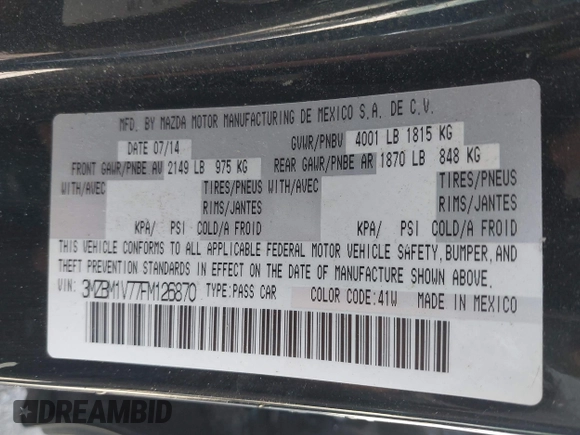 MFD. BY MAZDA MOTOR MANUFACTURING DE MEXICO S.A. DE C.V.
DATE 07/14 GVWR/PNBV 4001 LB 1815 KG
FRONT GAWR/PNBE AV 2149 LB 975 KG REAR GAWR/PNBE AR 1870 LB 848 KG
WITH/AVEC TIRES/PNEUS WITH/AVEC TIRES/PNEUS
RIMS/JANTES RIMS/JANTES
KPA/ PSI COLD/A FROID KPA/ PSI COLD/A FROID
THIS VEHICLE CONFORMS TO ALL APPLICABLE FEDERAL MOTOR VEHICLE SAFETY, BUMPER, AND
THEFT PREVENTION STANDARDS IN EFFECT ON THE DATE OF MANUFACTURE SHOWN ABOVE.
VIN: 3MZBM1V77FM126870 TYPE:PASS CAR COLOR CODE:41W MADE IN MEXICO
DREAMBID